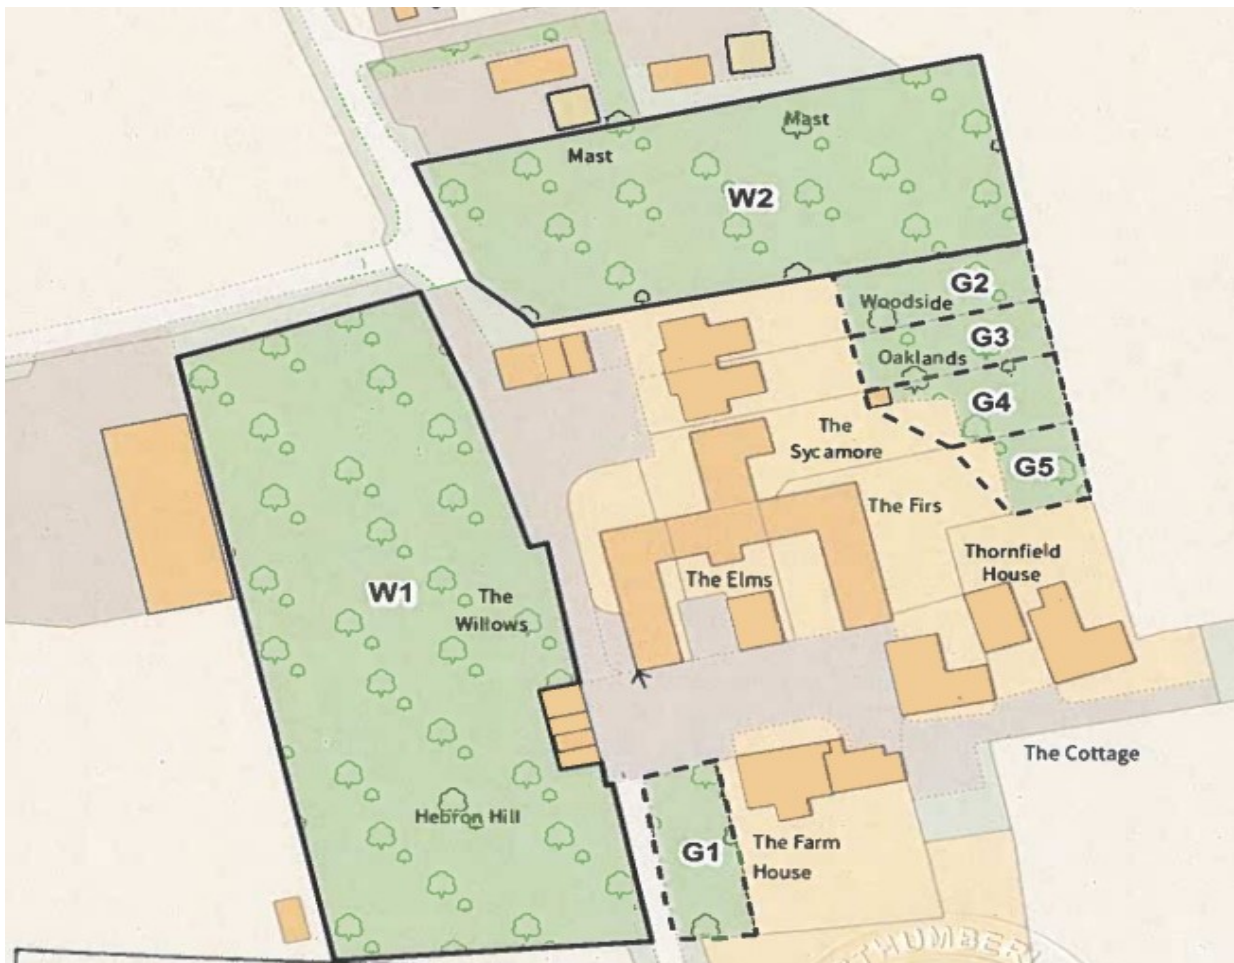 Mast
Mast
W2
G2
Woodside
G3
Oaklands
G4
The
Sycamore
G5
The Firs
Thornfield
House
The Elms
W1
The
Willows
The Cottage
Hebron Hill
G1
The Farm
House